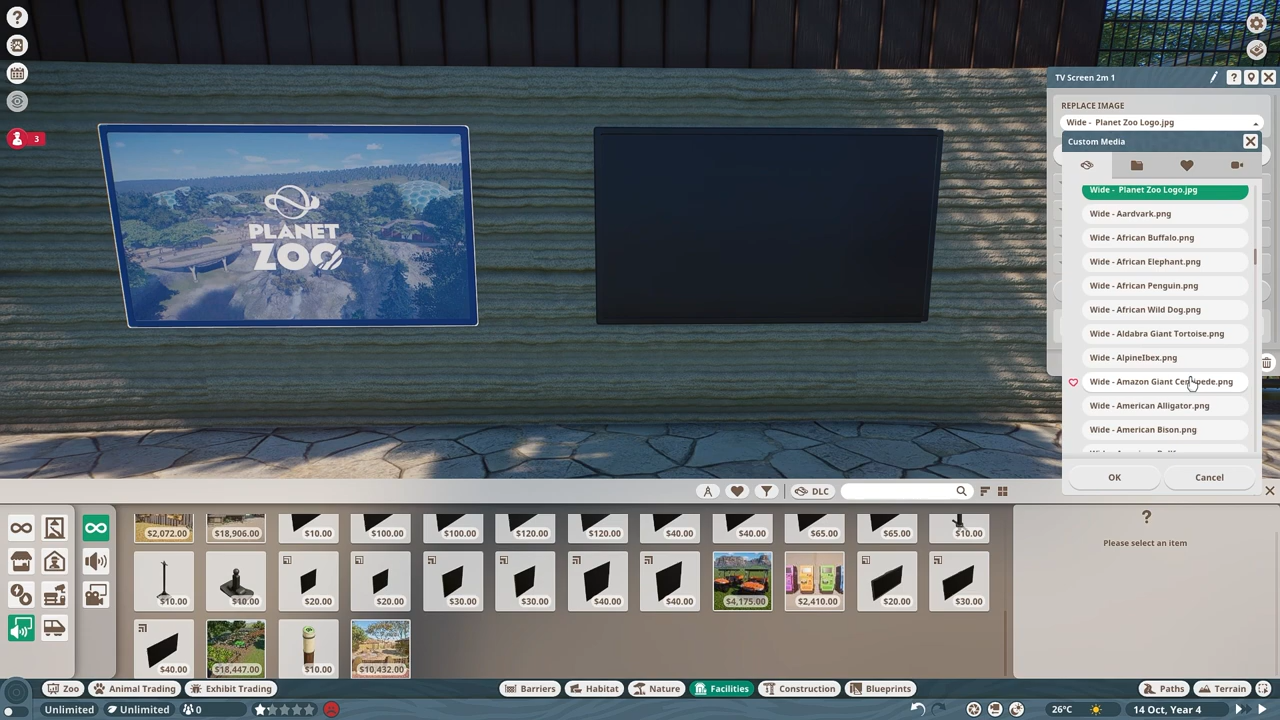 ?
3
PLANET
ZOO
TV Screen 2m 1
?
REPLACE IMAGE
Wide -  Planet Zoo Logo.jpg
Custom Media
Wide -  Planet Zoo Logo.jpg
Wide - Aardvark.png
Wide - African Buffalo.png
Wide - African Elephant.png
Wide - African Penguin.png
Wide - African Wild Dog.png
Wide - Aldabra Giant Tortoise.png
Wide - AlpineIbex.png
Wide - Amazon Giant pede.png
Wide - American Alligator.png
Wide - American Bison.png
OK
Cancel
DLC
$2,072.00
$18,906.00
$10.00
$100.00
$100.00
$120.00
$120.00
$40.00
$40.00
$65.00
$65.00
$10.00
$10.00
$10.00
$20.00
$20.00
$30.00
$30.00
$40.00
$40.00
$4,175.00
$2,410.00
$20.00
$30.00
$40.00
$18,447.00
$10.00
$10,432.00
?
Please select an item
Zoo
Animal Trading
Exhibit Trading
Barriers
Habitat
Nature
Facilities
Construction
Blueprints
Paths
Terrain
Unlimited
Unlimited
0
26°C
14 Oct, Year 4